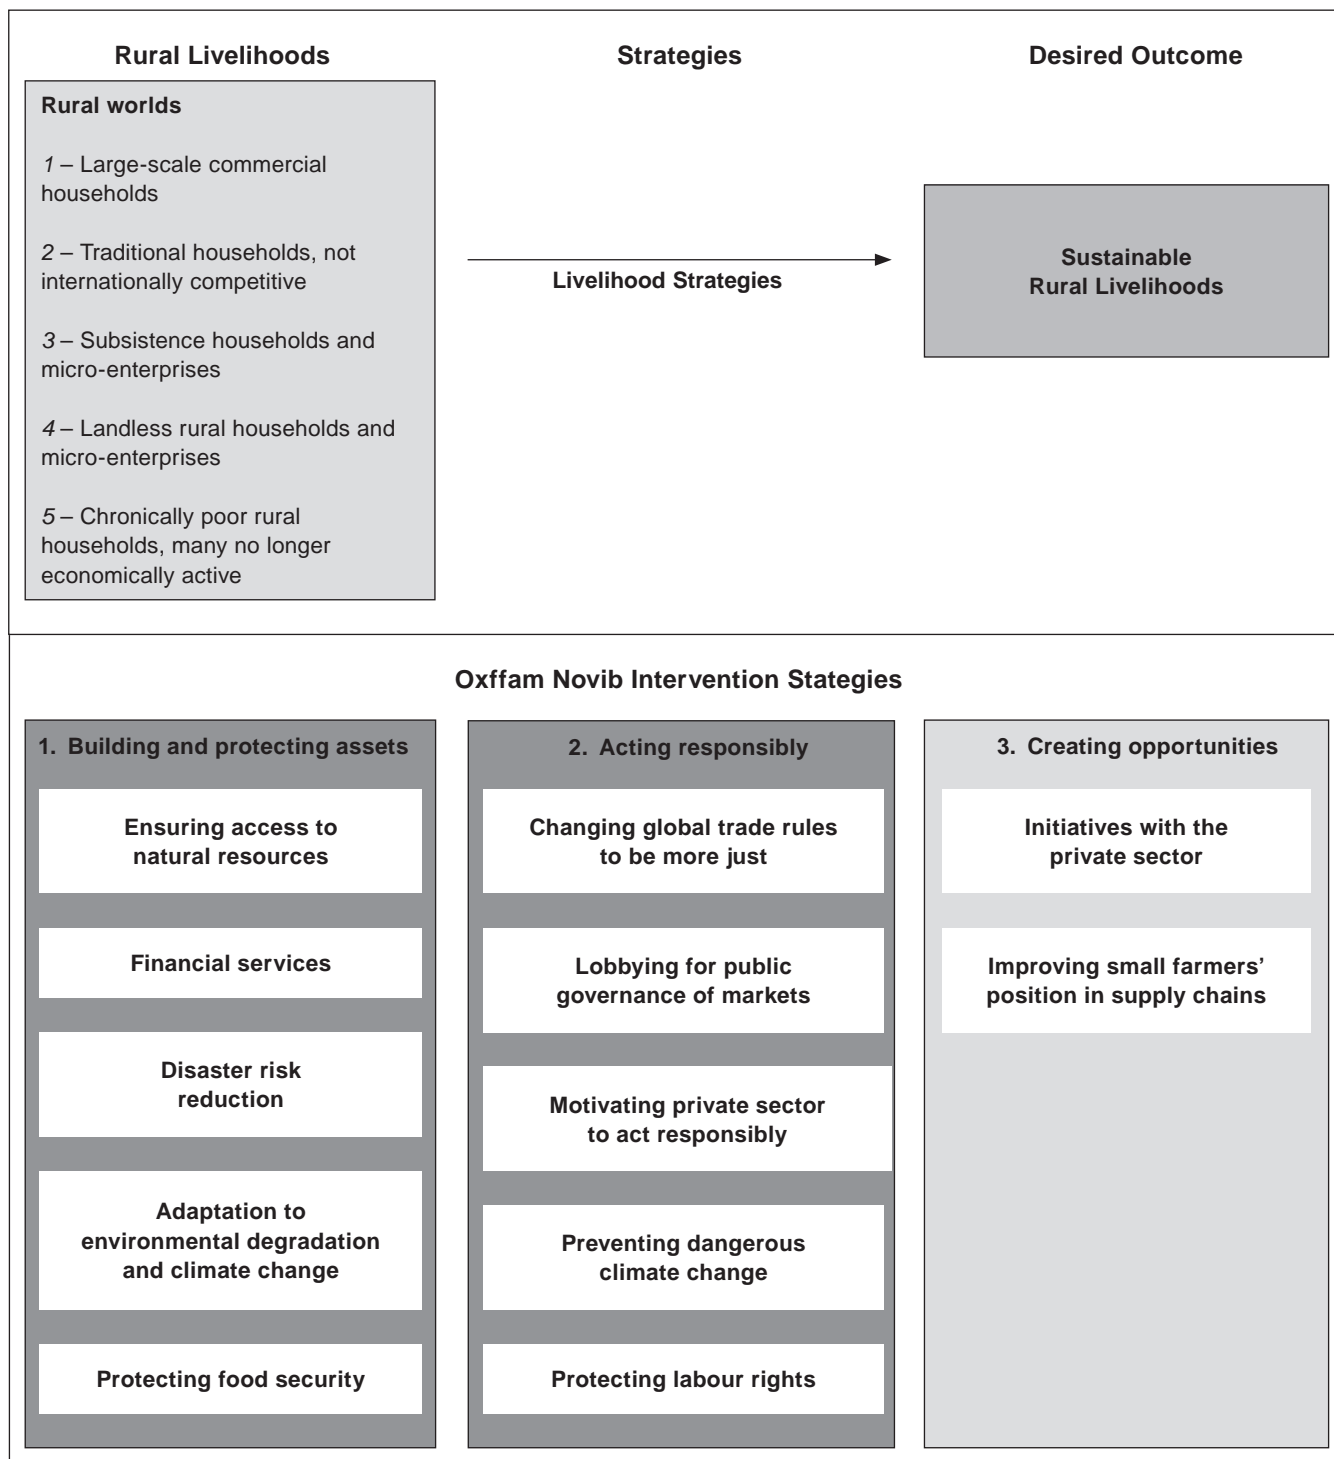 Rural Livelihoods
Strategies
Desired Outcome
Rural worlds
1 – Large-scale commercial
households
2 – Traditional households, not
internationally competitive
3 – Subsistence households and
micro-enterprises
4 – Landless rural households and
micro-enterprises
5 – Chronically poor rural
households, many no longer
economically active
Livelihood Strategies
Sustainable
Rural Livelihoods
Oxffam Novib Intervention Stategies
1. Building and protecting assets
Ensuring access to
natural resources
Financial services
Disaster risk
reduction
Adaptation to
environmental degradation
and climate change
Protecting food security
2. Acting responsibly
Changing global trade rules
to be more just
Lobbying for public
governance of markets
Motivating private sector
to act responsibly
Preventing dangerous
climate change
Protecting labour rights
3. Creating opportunities
Initiatives with the
private sector
Improving small farmers’
position in supply chains